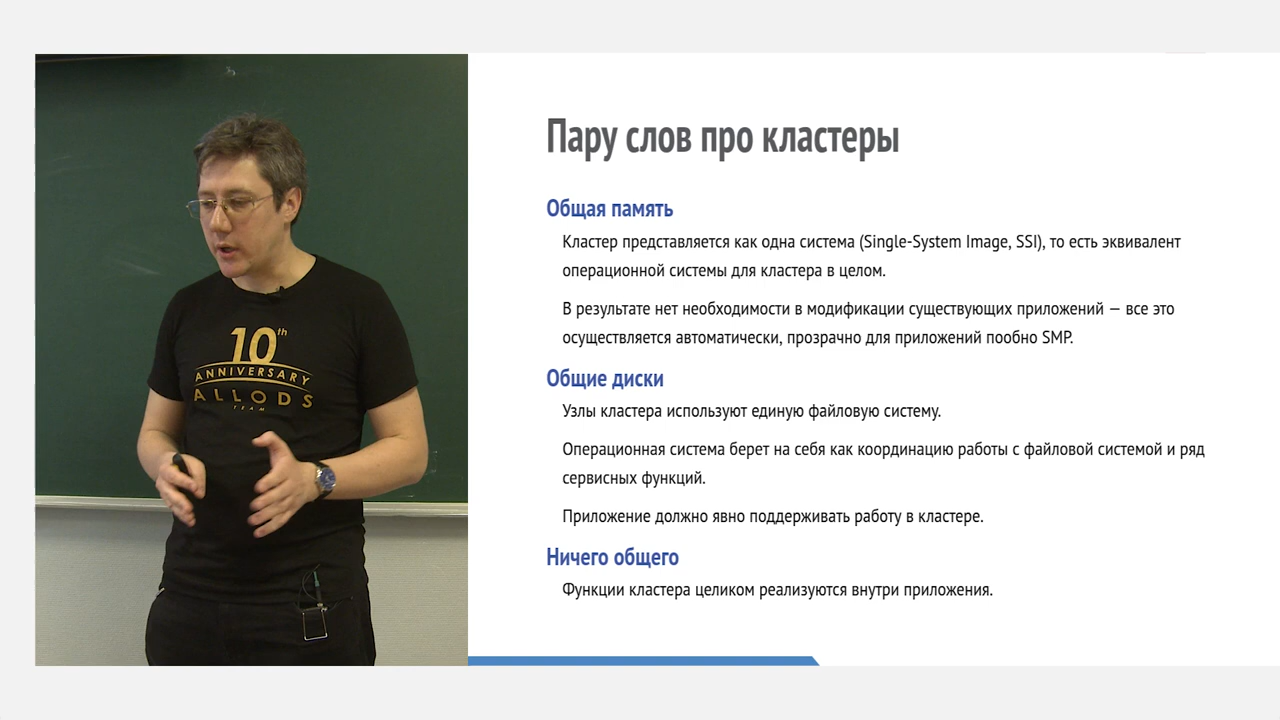 10th
ANNIVERSARY
ALLODS
TEAM
Пару слов про кластеры
Общая память
Кластер представляется как одна система (Single-System Image, SSI), то есть эквивалент
операционной системы для кластера в целом.
В результате нет необходимости в модификации существующих приложений — все это
осуществляется автоматически, прозрачно для приложений пообно SMP.
Общие диски
Узлы кластера используют единую файловую систему.
Операционная система берет на себя как координацию работы с файловой системой и ряд
сервисных функций.
Приложение должно явно поддерживать работу в кластере.
Ничего общего
Функции кластера целиком реализуются внутри приложения.